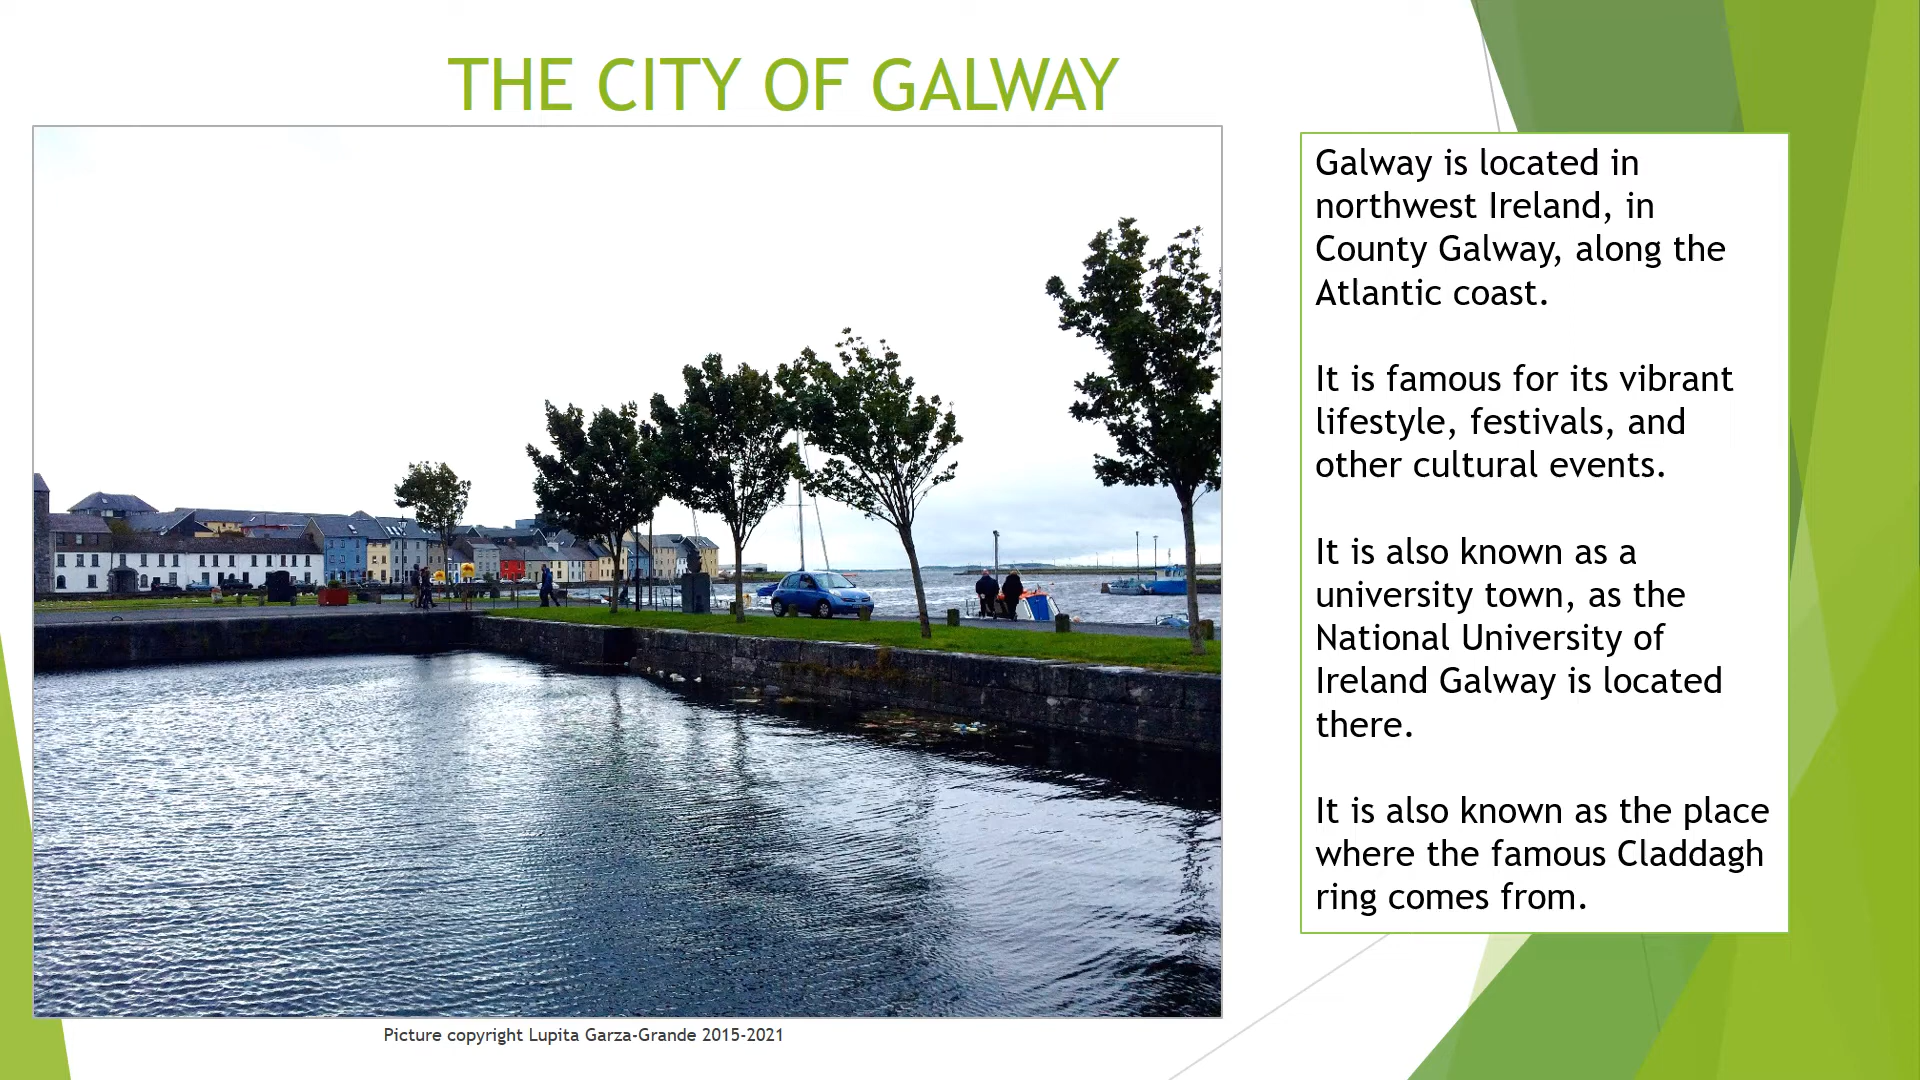 THE CITY OF GALWAY
Galway is located in
northwest Ireland, in
County Galway, along the
Atlantic coast.
It is famous for its vibrant
lifestyle, festivals, and
other cultural events.
It is also known as a
university town, as the
National University of
Ireland Galway is located
there.
It is also known as the place
where the famous Claddagh
ring comes from.
Picture copyright Lupita Garza-Grande 2015-2021